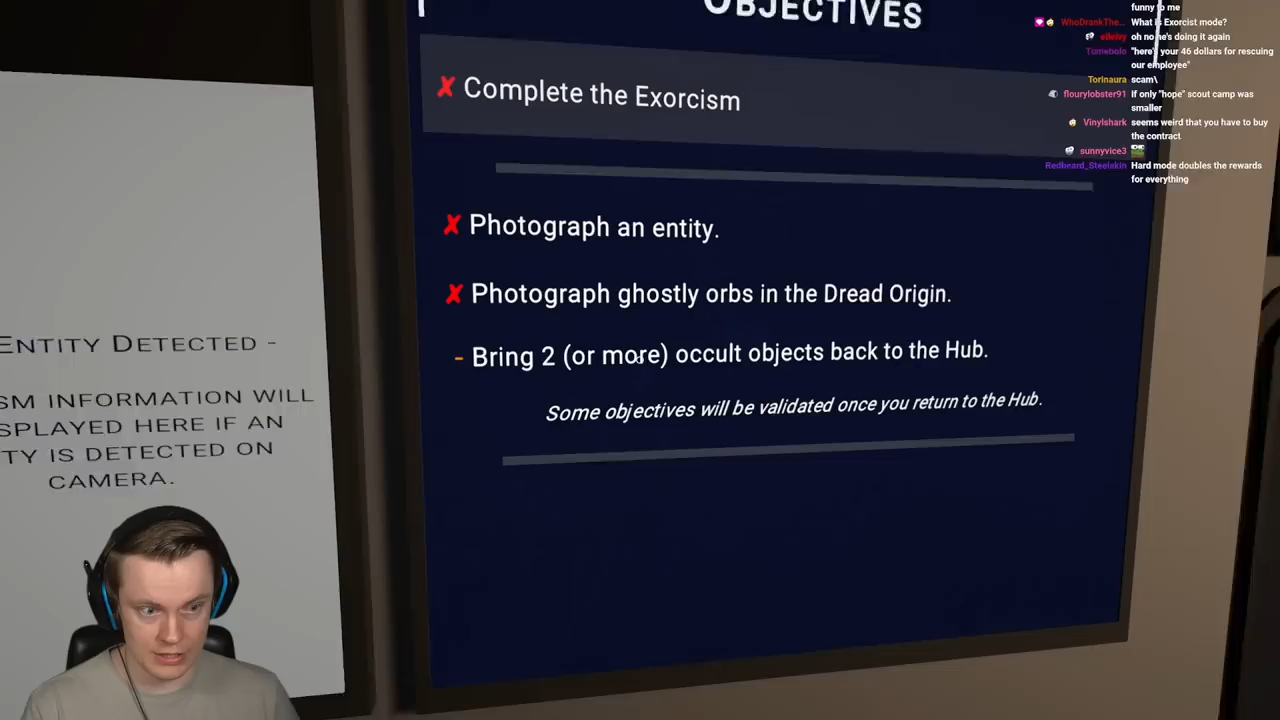 OBJECTIVES
✗ Complete the Exorcism
✗ Photograph an entity.
✗ Photograph ghostly orbs in the Dread Origin.
- Bring 2 (or more) occult objects back to the Hub.
Some objectives will be validated once you return to the Hub.
ENTITY DETECTED -
SM INFORMATION WILL
SPLAYED HERE IF AN
TY IS DETECTED ON
CAMERA.
funny to me
WhoDrankThe... What is Exorcist mode?
oh no he's doing it again
Tomebolo "here's your 46 dollars for rescuing
our employee"
Torinaura scam\
flourylobster91 If only "hope" scout camp was
smaller
Vinylshark seems weird that you have to buy
the contract
sunnyvice3
Redbeard_Steelskin Hard mode doubles the rewards
for everything